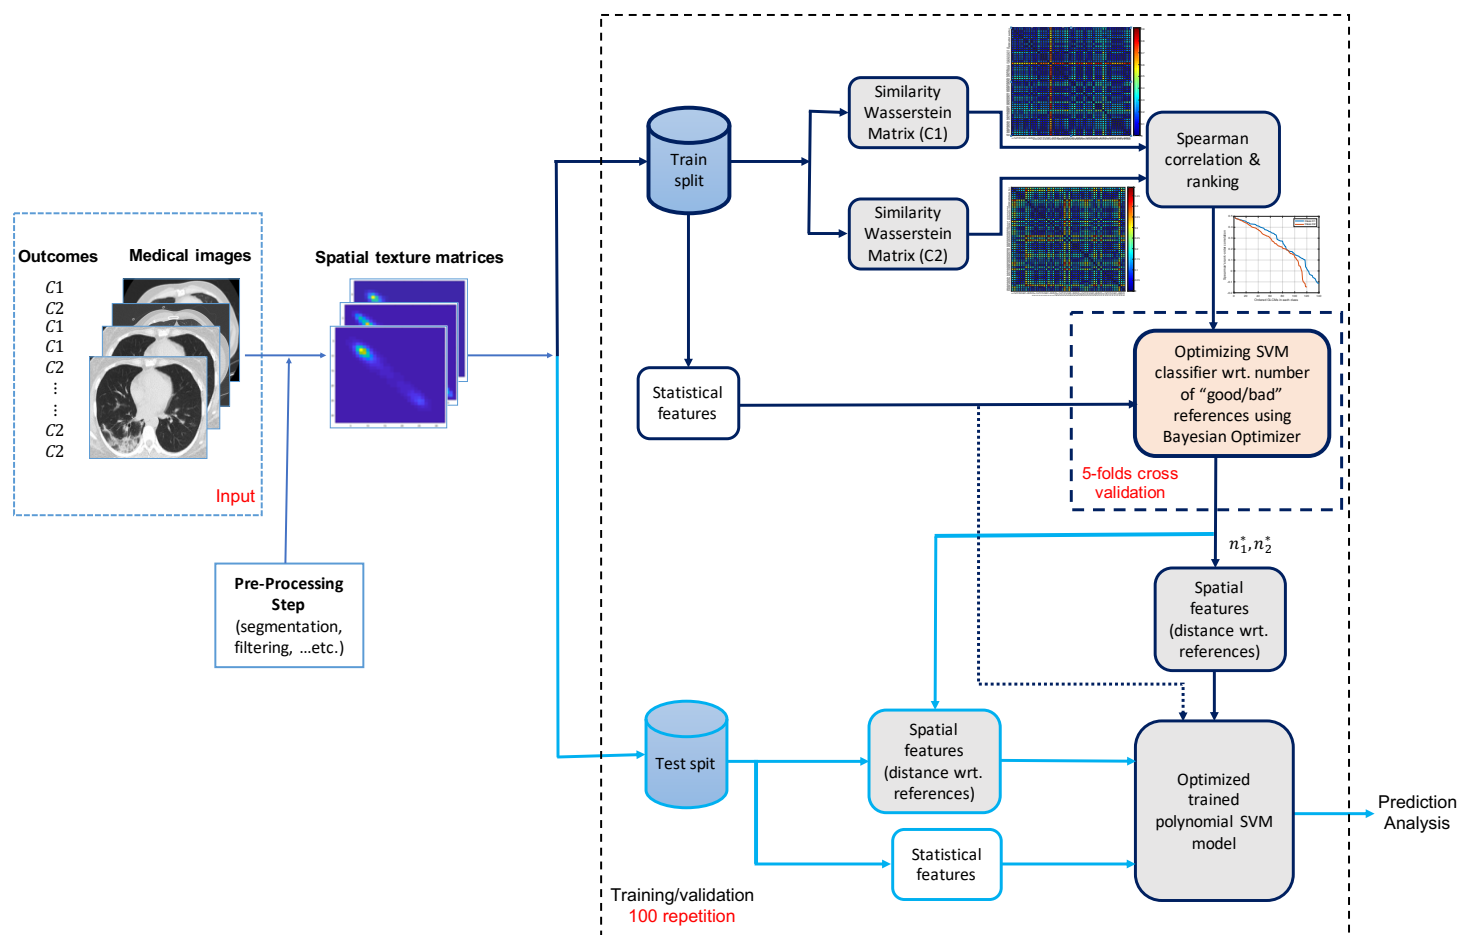 Outcomes
C1
C2
C1
C1
C2
⋮
⋮
C2
C2
Medical images
Input
Pre-Processing
Step
(segmentation,
filtering, ...etc.)
Spatial texture matrices
Train
split
Similarity
Wasserstein
Matrix (C1)
Similarity
Wasserstein
Matrix (C2)
Spearman
correlation &
ranking
Statistical
features
Optimizing SVM
classifier wrt. number
of “good/bad”
references using
Bayesian Optimizer
5-folds cross
validation
n₁*, n₂*
Spatial
features
(distance wrt.
references)
Test spit
Spatial
features
(distance wrt.
references)
Statistical
features
Optimized
trained
polynomial SVM
model
Prediction
Analysis
Training/validation
100 repetition